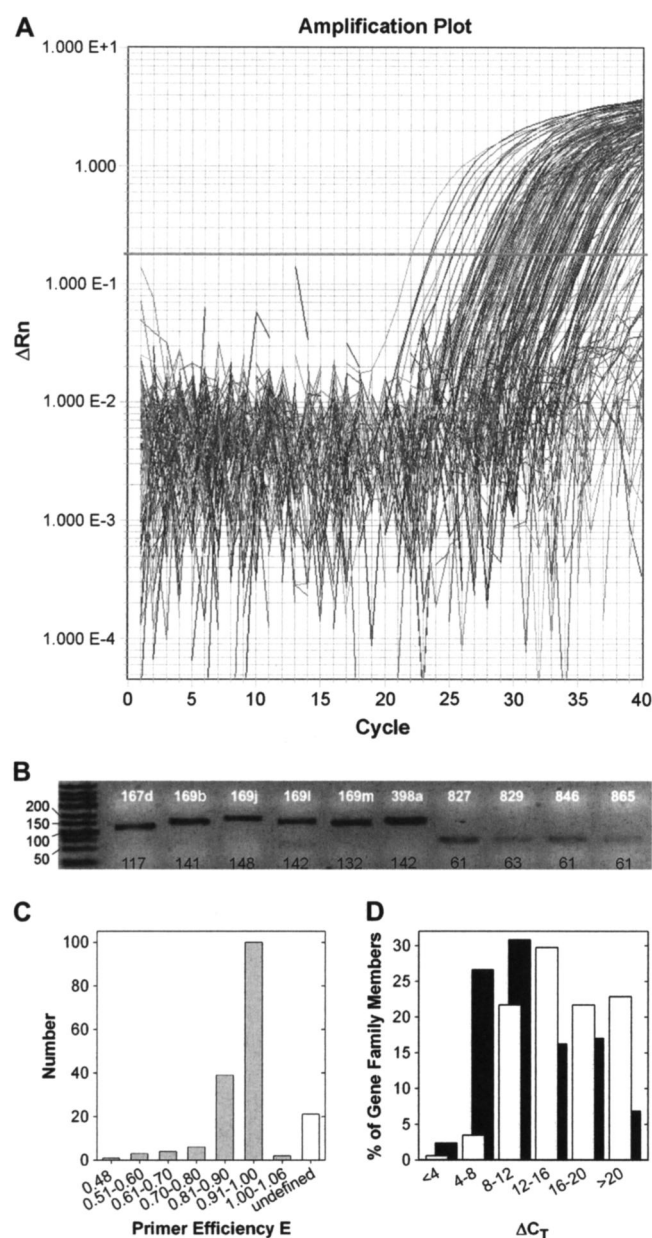 A
Amplification Plot
1.000 E+1
1.000
1.000 E-1
1.000 E-2
1.000 E-3
1.000 E-4
ΔRn
0 5 10 15 20 25 30 35 40
Cycle
B
200
150
100
50
167d 169b 169j 169l 169m 398a 827 829 846 865
117 141 148 142 132 142 61 63 61 61
C
100
80
60
40
20
0
Number
0.48 0.51-0.60 0.61-0.70 0.70-0.80 0.81-0.90 0.91-1.00 1.00-1.06 undefined
Primer Efficiency E
D
30
25
20
15
10
5
0
% of Gene Family Members
<4 4-8 8-12 12-16 16-20 >20
ΔCT